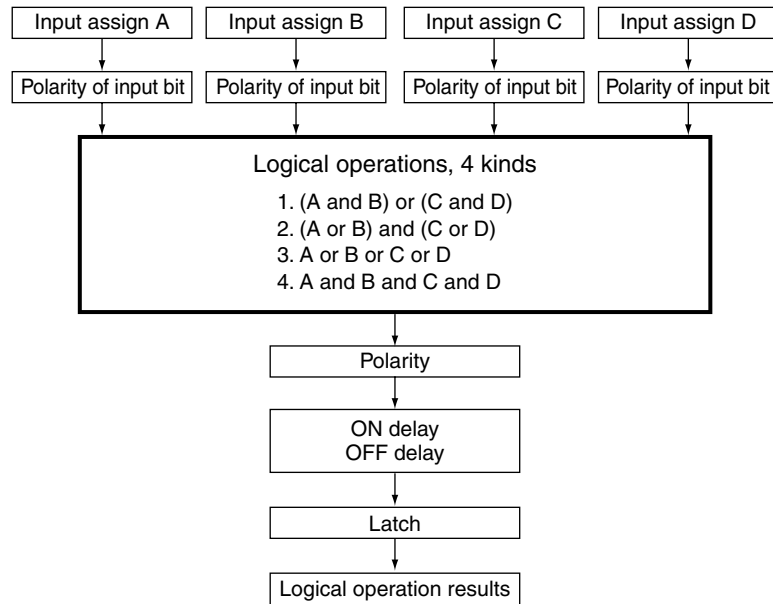 Input assign A
Input assign B
Input assign C
Input assign D
Polarity of input bit
Polarity of input bit
Polarity of input bit
Polarity of input bit
Logical operations, 4 kinds
1. (A and B) or (C and D)
2. (A or B) and (C or D)
3. A or B or C or D
4. A and B and C and D
Polarity
ON delay
OFF delay
Latch
Logical operation results